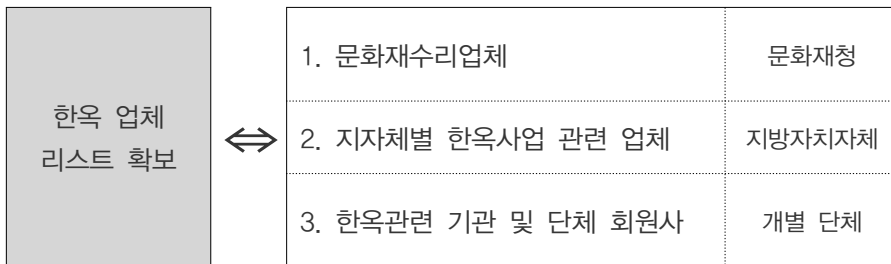 한옥 업체
리스트 확보
⇔
1. 문화재수리업체
문화재청
2. 지자체별 한옥사업 관련 업체
지방자치자체
3. 한옥관련 기관 및 단체 회원사
개별 단체